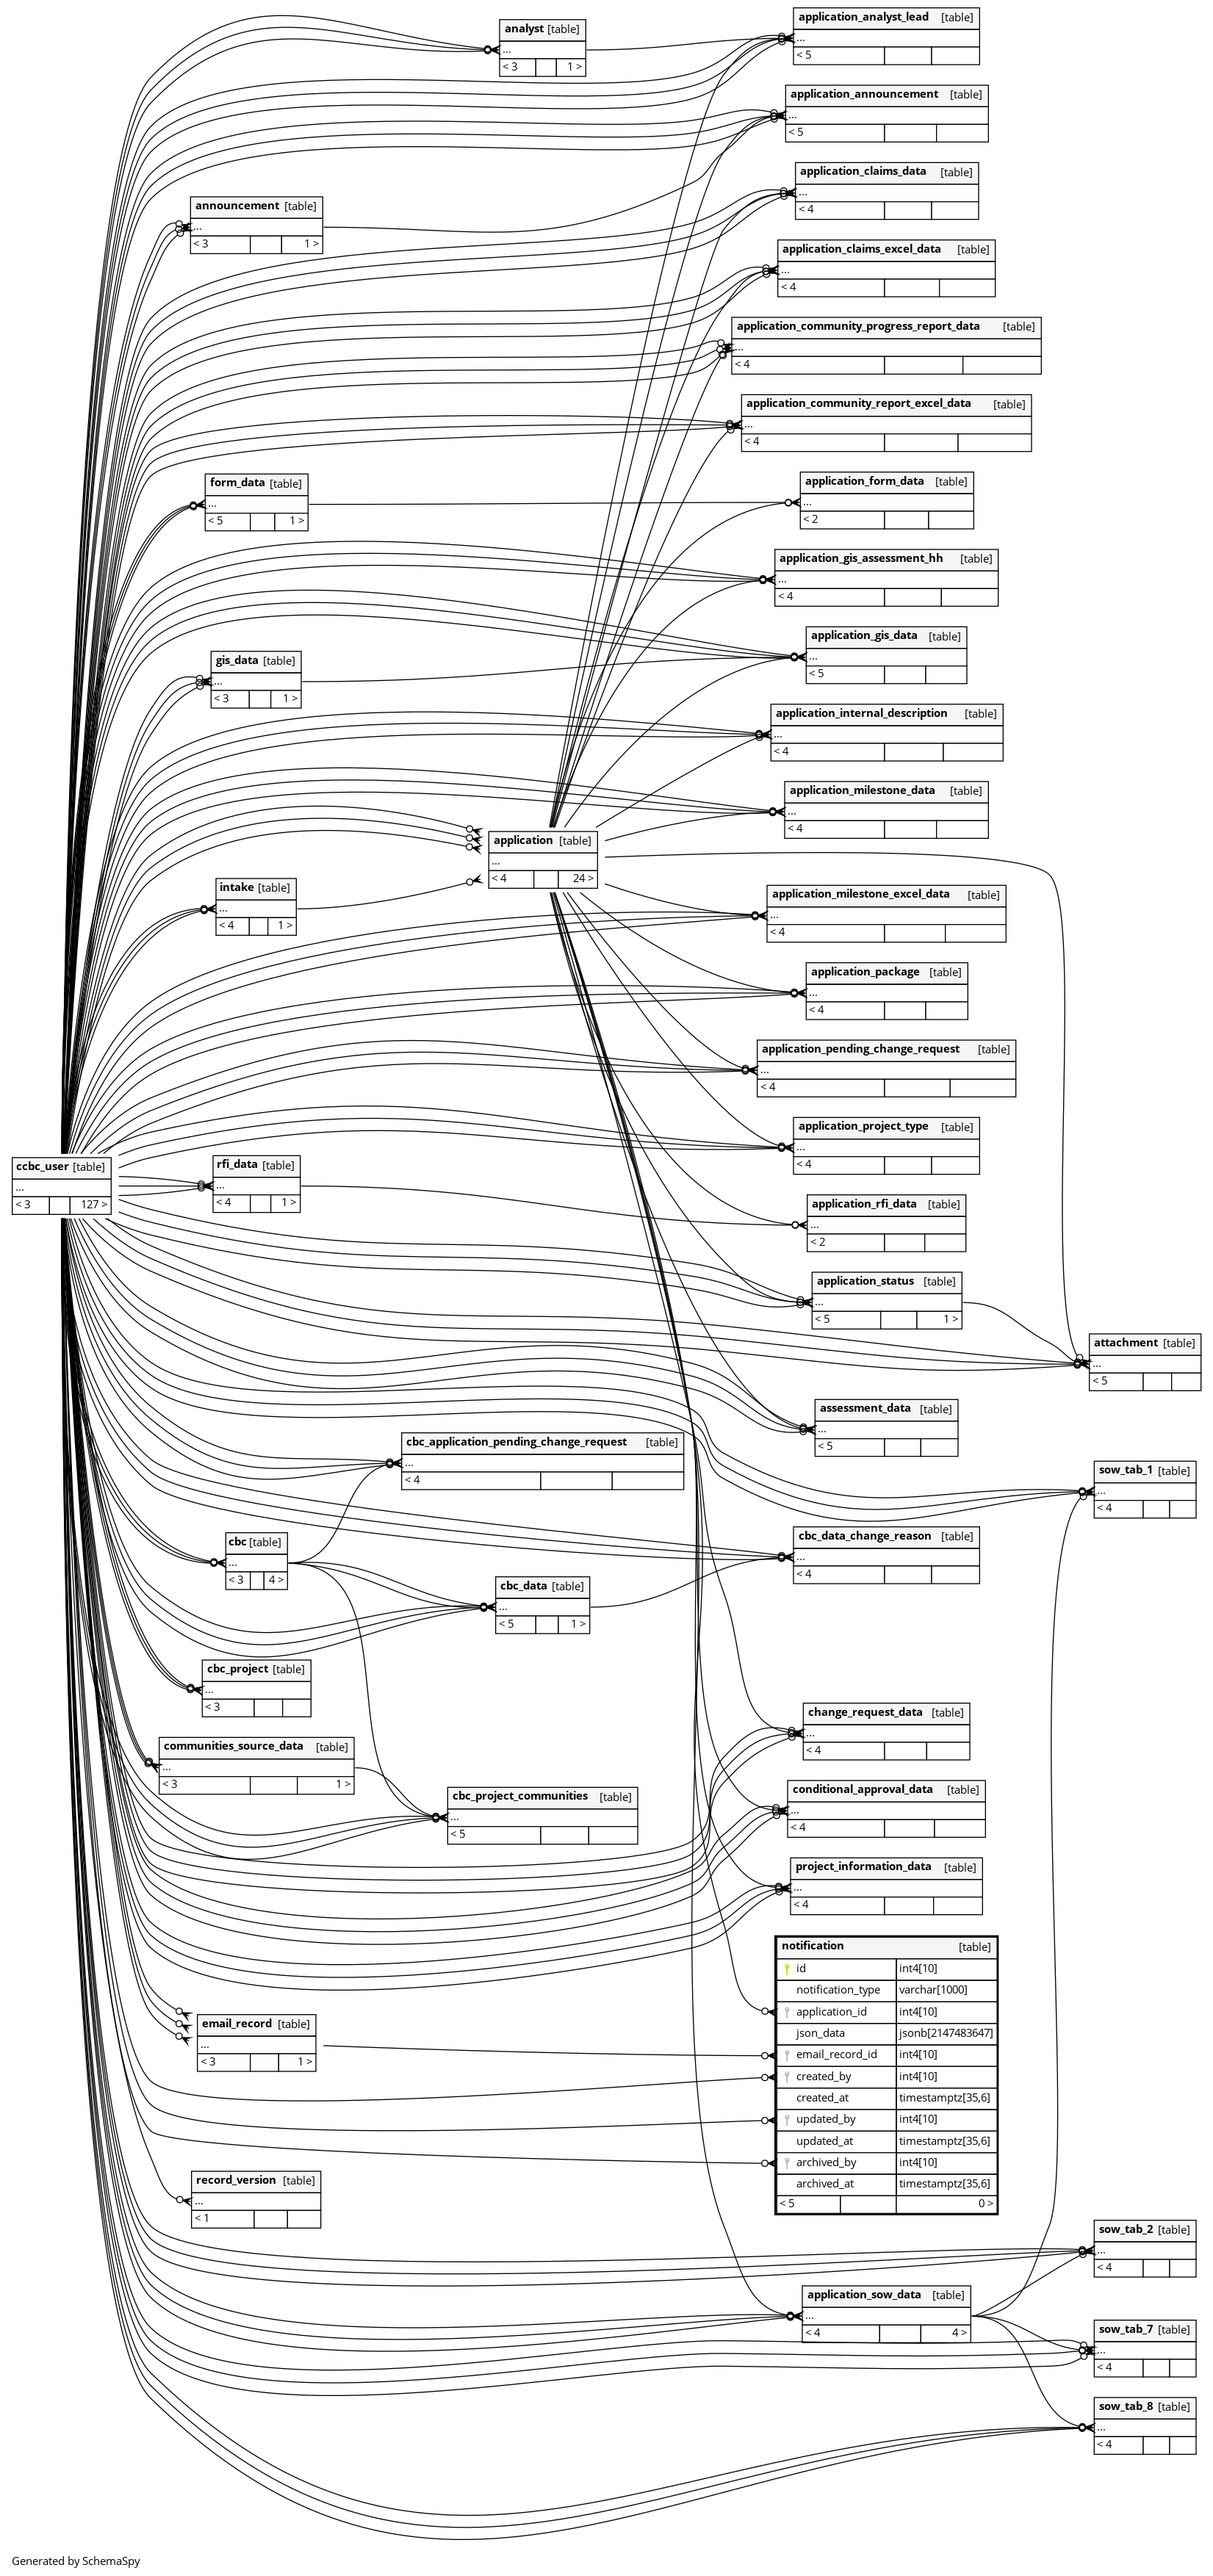 analyst [table]
...
< 3 1 >
application_analyst_lead [table]
...
< 5
application_announcement [table]
...
< 5
application_claims_data [table]
...
< 4
announcement [table]
...
< 3 1 >
application_claims_excel_data [table]
...
< 4
application_community_progress_report_data [table]
...
< 4
application_community_report_excel_data [table]
...
< 4
form_data [table]
...
< 5 1 >
application_form_data [table]
...
< 2
application_gis_assessment_hh [table]
...
< 4
application_gis_data [table]
...
< 5
gis_data [table]
...
< 3 1 >
application_internal_description [table]
...
< 4
application_milestone_data [table]
...
< 4
application [table]
...
< 4 24 >
intake [table]
...
< 4 1 >
application_milestone_excel_data [table]
...
< 4
application_package [table]
...
< 4
application_pending_change_request [table]
...
< 4
application_project_type [table]
...
< 4
ccbc_user [table]
...
< 3 127 >
rfi_data [table]
...
< 4 1 >
application_rfi_data [table]
...
< 2
application_status [table]
...
< 5 1 >
attachment [table]
...
< 5
assessment_data [table]
...
< 5
cbc_application_pending_change_request [table]
...
< 4
sow_tab_1 [table]
...
< 4
cbc [table]
...
< 3 4 >
cbc_data_change_reason [table]
...
< 4
cbc_data [table]
...
< 5 1 >
cbc_project [table]
...
< 3
change_request_data [table]
...
< 4
communities_source_data [table]
...
< 3 1 >
cbc_project_communities [table]
...
< 5
conditional_approval_data [table]
...
< 4
project_information_data [table]
...
< 4
notification [table]
id int4[10]
notification_type varchar[1000]
application_id int4[10]
json_data jsonb[2147483647]
email_record_id int4[10]
created_by int4[10]
created_at timestamptz[35,6]
updated_by int4[10]
updated_at timestamptz[35,6]
archived_by int4[10]
archived_at timestamptz[35,6]
< 5 0 >
email_record [table]
...
< 3 1 >
record_version [table]
...
< 1
sow_tab_2 [table]
...
< 4
application_sow_data [table]
...
< 4 4 >
sow_tab_7 [table]
...
< 4
sow_tab_8 [table]
...
< 4
Generated by SchemaSpy